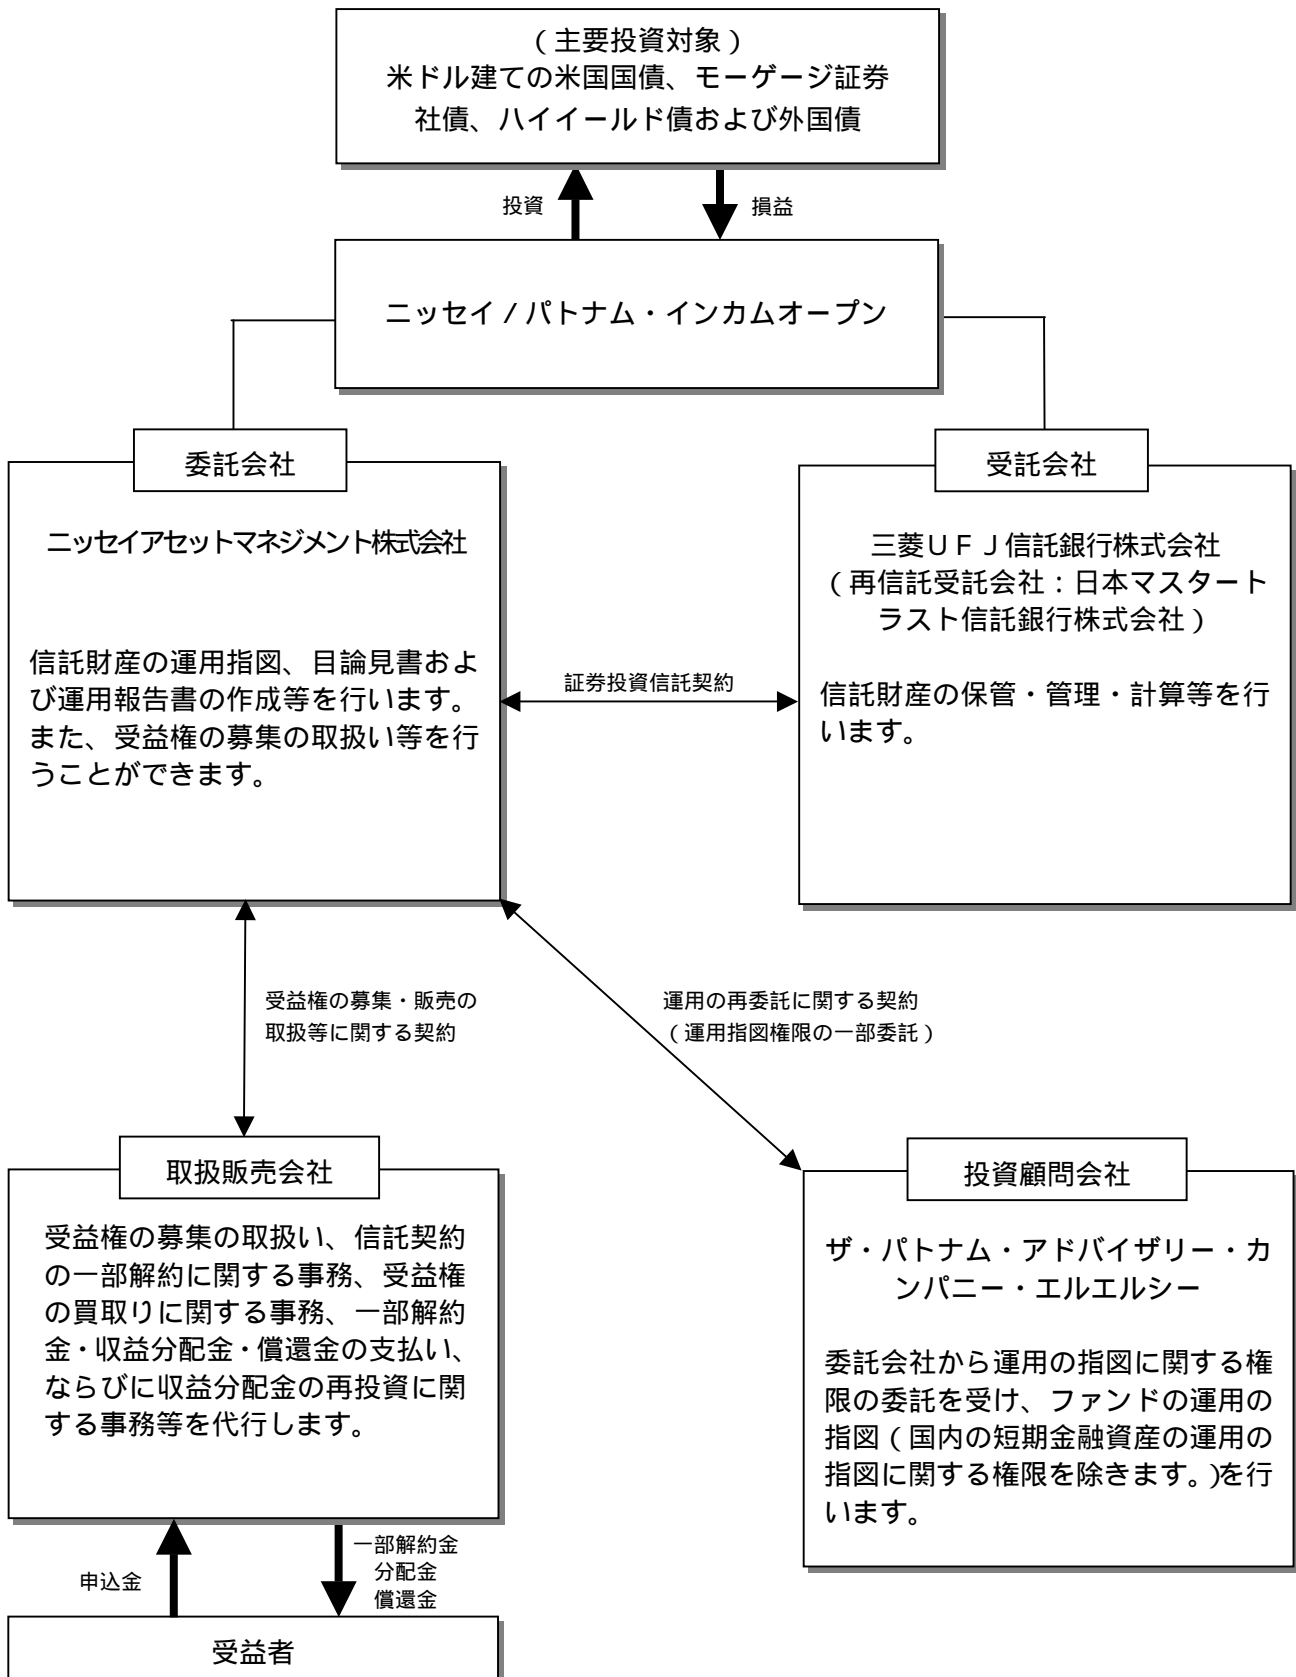 (主要投資対象)
米ドル建ての米国国債、モーゲージ証券
社債、ハイイールド債および外国債
投資
損益
ニッセイ/パトナム・インカムオープン
委託会社
ニッセイアセットマネジメント株式会社
信託財産の運用指図、目論見書およ
び運用報告書の作成等を行います。
また、受益権の募集の取扱い等を行
うことができます。
証券投資信託契約
受託会社
三菱UFJ信託銀行株式会社
(再信託受託会社:日本マスタート
ラスト信託銀行株式会社)
信託財産の保管・管理・計算等を行
います。
受益権の募集・販売の
取扱等に関する契約
運用の再委託に関する契約
(運用指図権限の一部委託)
取扱販売会社
受益権の募集の取扱い、信託契約
の一部解約に関する事務、受益権
の買取りに関する事務、一部解約
金・収益分配金・償還金の支払い、
ならびに収益分配金の再投資に関
する事務等を代行します。
投資顧問会社
ザ・パトナム・アドバイザリー・カ
ンパニー・エルエルシー
委託会社から運用の指図に関する権
限の委託を受け、ファンドの運用の
指図(国内の短期金融資産の運用の
指図に関する権限を除きます。)を行
います。
申込金
一部解約金
分配金
償還金
受益者